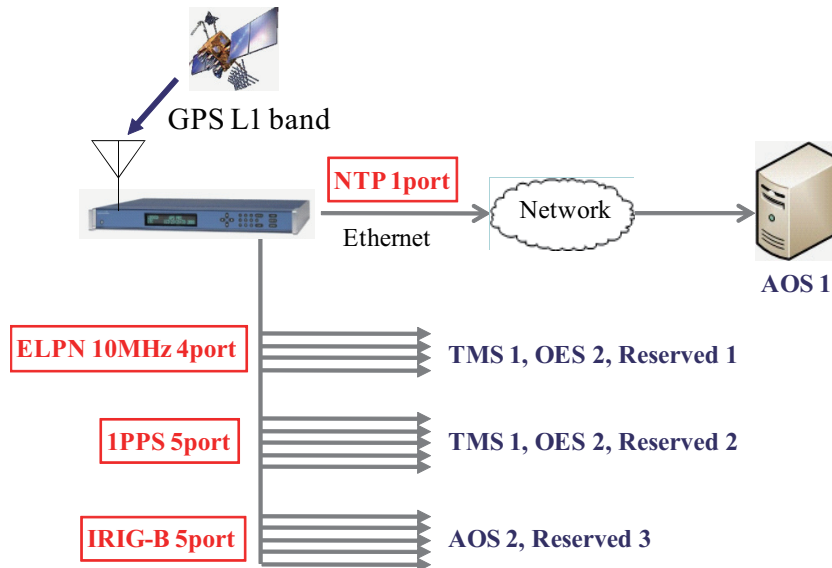 GPS L1 band
NTP 1port
Ethernet
Network
AOS 1
ELPN 10MHz 4port
TMS 1, OES 2, Reserved 1
1PPS 5port
TMS 1, OES 2, Reserved 2
IRIG-B 5port
AOS 2, Reserved 3